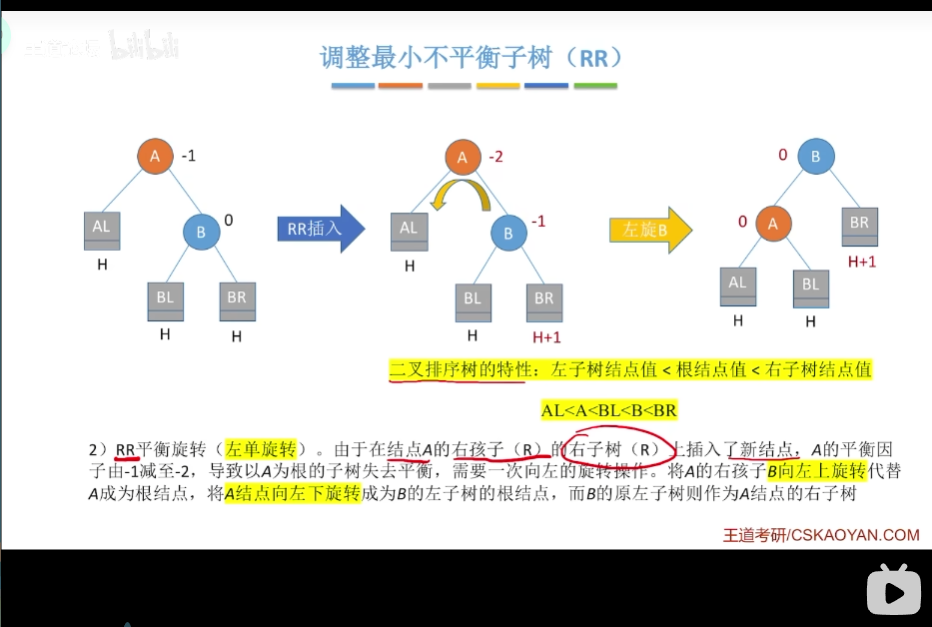 bilibili
调整最小不平衡子树（RR）
A -1
AL
B 0
H
BL BR
H H
RR插入
A -2
AL
B -1
H
BL BR
H H+1
左旋B
0 B
0 A
BR
H+1
AL BL
H H
二叉排序树的特性：左子树结点值 < 根结点值 < 右子树结点值
AL<A<BL<B<BR
2）RR平衡旋转（左单旋转）。由于在结点A的右孩子（R）的右子树（R）上插入了新结点，A的平衡因
子由-1减至-2，导致以A为根的子树失去平衡，需要一次向左的旋转操作。将A的右孩子B向左上旋转代替
A成为根结点，将A结点向左下旋转成为B的左子树的根结点，而B的原左子树则作为A结点的右子树
王道考研/CSKAOYAN.COM